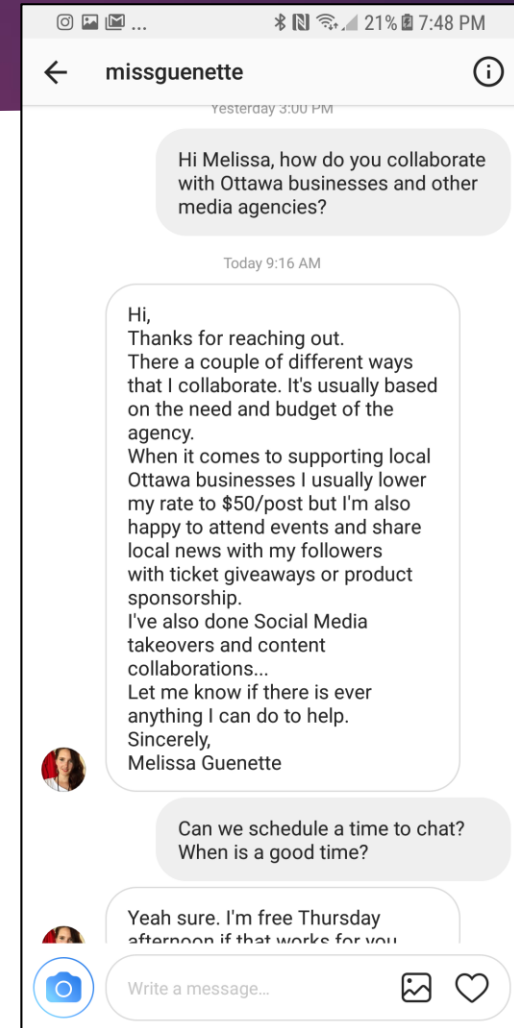 ... 21% 7:48 PM
missguenette
Yesterday 3:00 PM
Hi Melissa, how do you collaborate
with Ottawa businesses and other
media agencies?
Today 9:16 AM
Hi,
Thanks for reaching out.
There a couple of different ways
that I collaborate. It's usually based
on the need and budget of the
agency.
When it comes to supporting local
Ottawa businesses I usually lower
my rate to $50/post but I'm also
happy to attend events and share
local news with my followers
with ticket giveaways or product
sponsorship.
I've also done Social Media
takeovers and content
collaborations...
Let me know if there is ever
anything I can do to help.
Sincerely,
Melissa Guenette
Can we schedule a time to chat?
When is a good time?
Yeah sure. I'm free Thursday
afternoon if that works for you
Write a message...